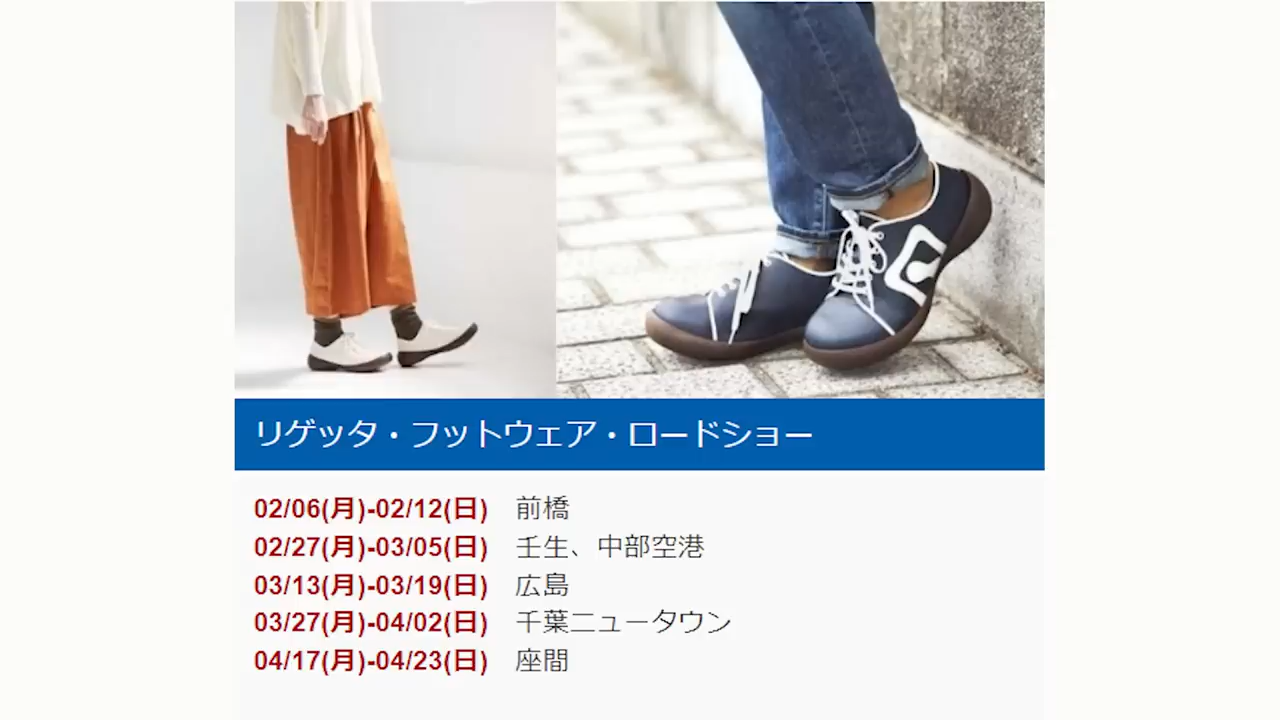 リゲッタ・フットウェア・ロードショー
02/06(月)-02/12(日) 前橋
02/27(月)-03/05(日) 壬生、中部空港
03/13(月)-03/19(日) 広島
03/27(月)-04/02(日) 千葉ニュータウン
04/17(月)-04/23(日) 座間